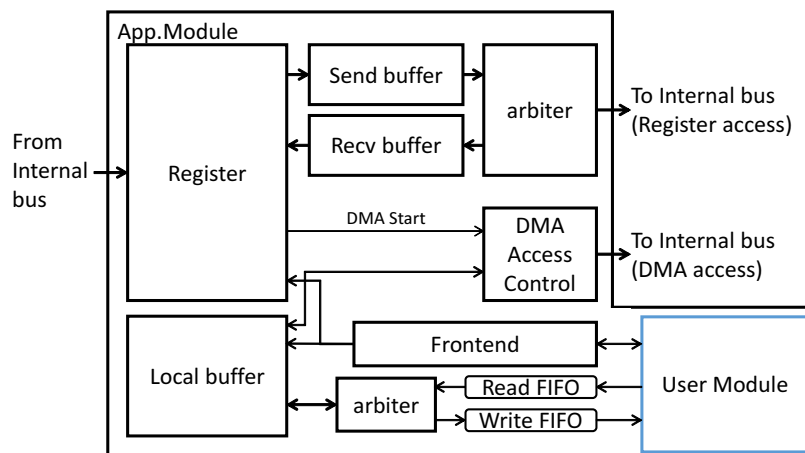 App.Module
Send buffer
Recv buffer
arbiter
To Internal bus
(Register access)
From
Internal
bus
Register
DMA Start
DMA
Access
Control
To Internal bus
(DMA access)
Local buffer
Frontend
arbiter
Read FIFO
Write FIFO
User Module